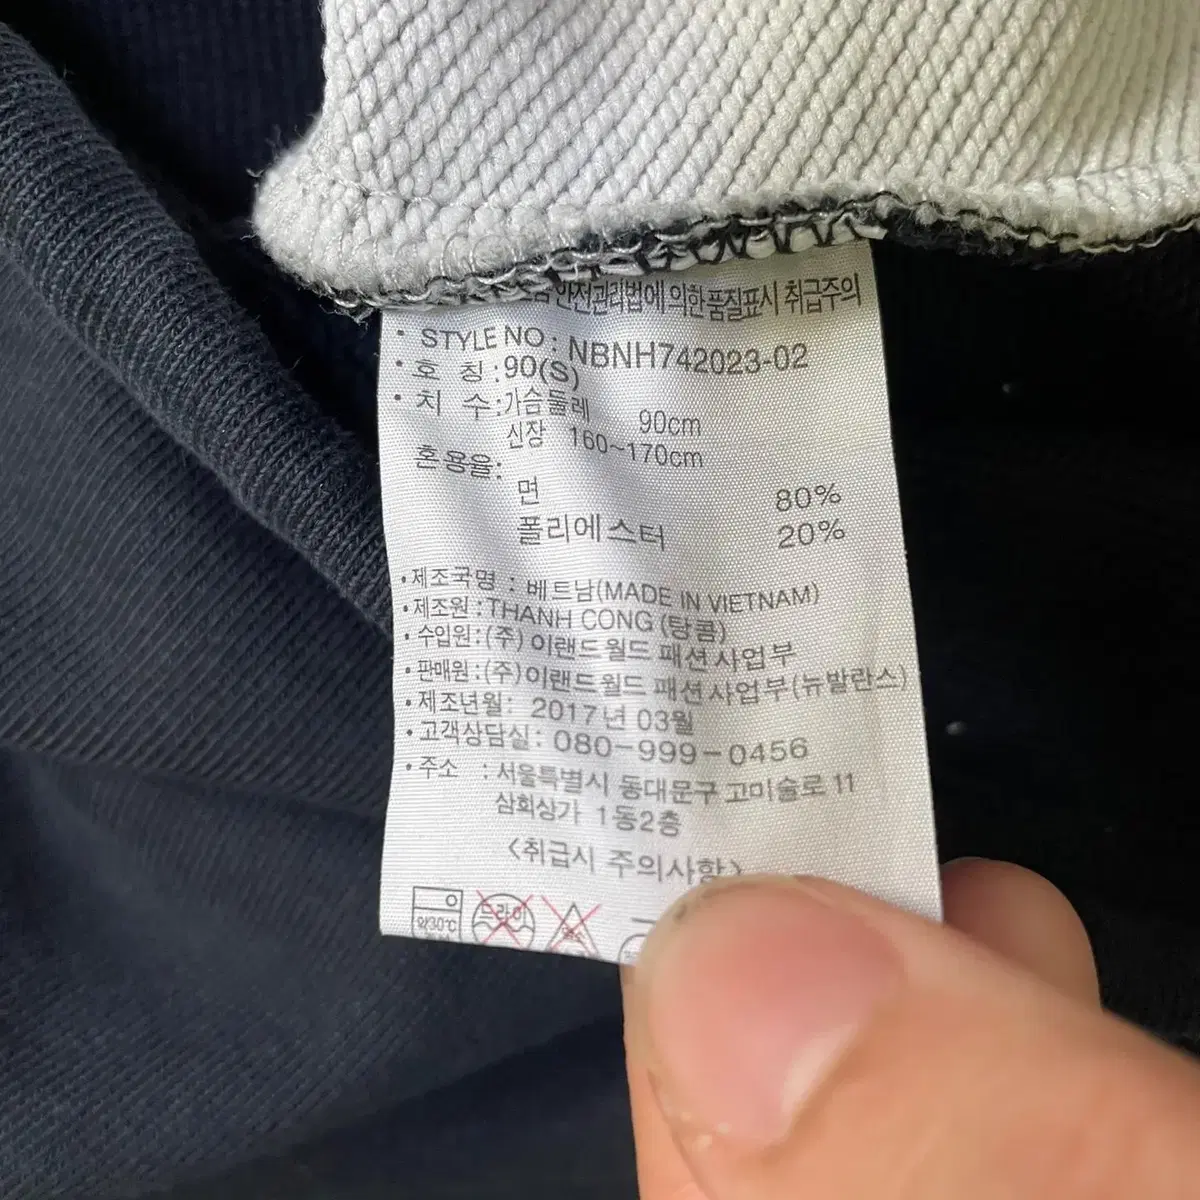 안전관리법에 의한 품질표시 취급주의
· STYLE NO : NBNH742023-02
· 호 칭 : 90(S)
· 치 수 : 가슴둘레 90cm
신장 160~170cm
혼용율:
면 80%
폴리에스터 20%
· 제조국명 : 베트남(MADE IN VIETNAM)
· 제조원 : THANH CONG (탕콤)
· 수입원 : (주) 이랜드월드 패션사업부
· 판매원 : (주)이랜드월드 패션사업부(뉴발란스)
· 제조년월: 2017년 03월
· 고객상담실: 080-999-0456
· 주소 : 서울특별시 동대문구 고미술로 11
삼희상가 1동2층
<취급시 주의사항>
약30℃ 드라이